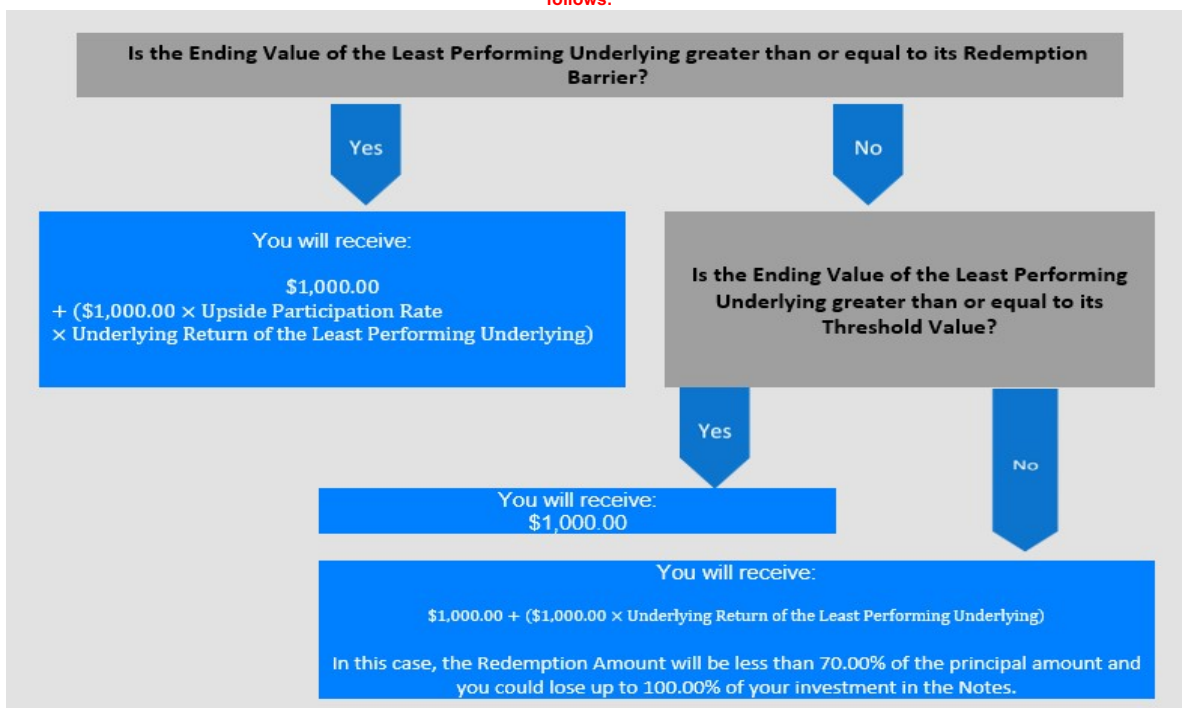 follows:
Is the Ending Value of the Least Performing Underlying greater than or equal to its Redemption
Barrier?
Yes
No
You will receive:
$1,000.00
+ ($1,000.00 × Upside Participation Rate
× Underlying Return of the Least Performing Underlying)
Is the Ending Value of the Least Performing
Underlying greater than or equal to its
Threshold Value?
Yes
No
You will receive:
$1,000.00
You will receive:
$1,000.00 + ($1,000.00 × Underlying Return of the Least Performing Underlying)
In this case, the Redemption Amount will be less than 70.00% of the principal amount and
you could lose up to 100.00% of your investment in the Notes.